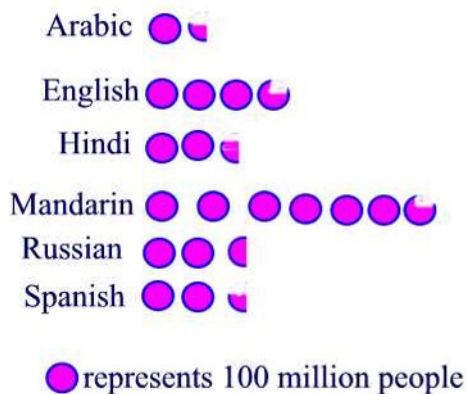 Arabic
English
Hindi
Mandarin
Russian
Spanish
represents 100 million people